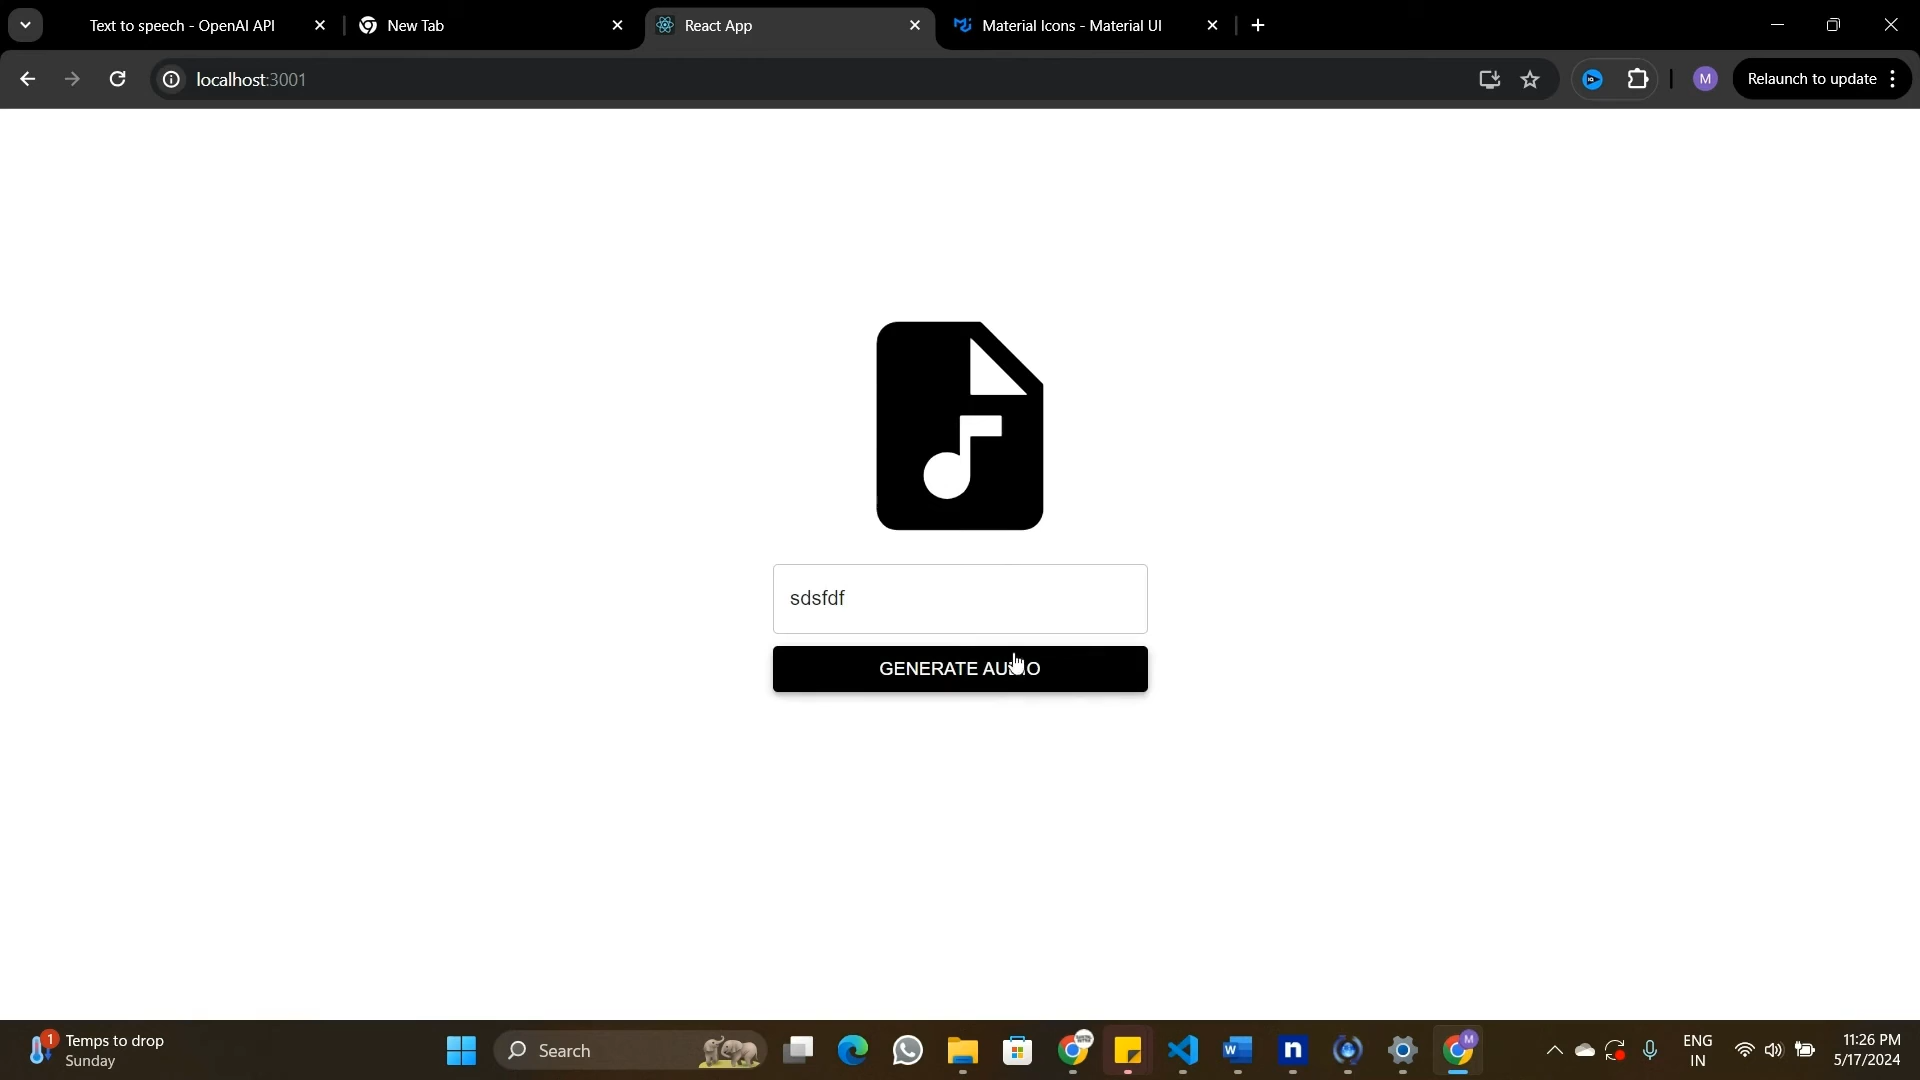 Text to speech - OpenAI API
New Tab
React App
Material Icons - Material UI
localhost:3001
M
Relaunch to update
sdsfdf
GENERATE AUDIO
1
Temps to drop
Sunday
Search
W
n
M
ENG
IN
11:26 PM
5/17/2024